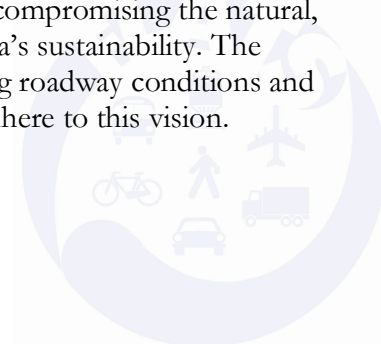 compromising the natural,
a's sustainability. The
g roadway conditions and
here to this vision.